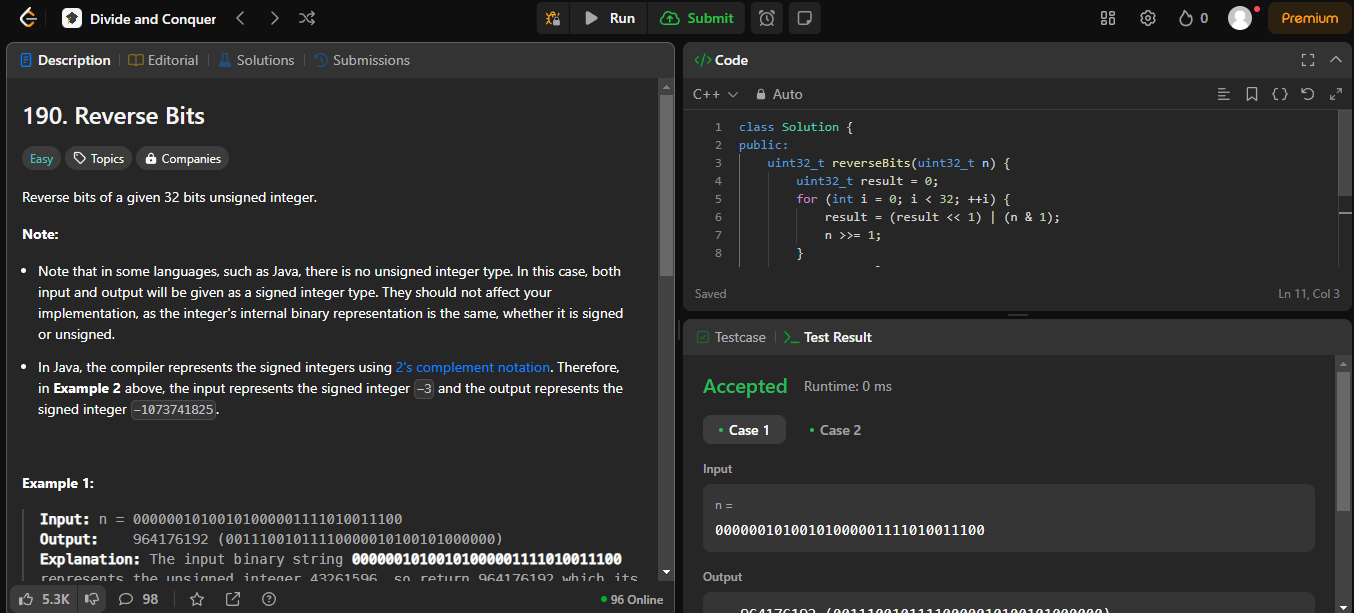 Divide and Conquer
Run
Submit
0
Premium
Description
Editorial
Solutions
Submissions
190. Reverse Bits
Easy
Topics
Companies
Reverse bits of a given 32 bits unsigned integer.
Note:
• Note that in some languages, such as Java, there is no unsigned integer type. In this case, both
input and output will be given as a signed integer type. They should not affect your
implementation, as the integer's internal binary representation is the same, whether it is signed
or unsigned.
• In Java, the compiler represents the signed integers using 2's complement notation. Therefore,
in Example 2 above, the input represents the signed integer -3 and the output represents the
signed integer -1073741825.
Example 1:
Input: n = 00000010100101000001111010011100
Output: 964176192 (00111001011110000010100101000000)
Explanation: The input binary string 00000010100101000001111010011100
represents the unsigned integer 43261596, so return 964176192 which its
5.3K
98
96 Online
</> Code
C++
Auto
1 class Solution {
2 public:
3 uint32_t reverseBits(uint32_t n) {
4 uint32_t result = 0;
5 for (int i = 0; i < 32; ++i) {
6 result = (result << 1) | (n & 1);
7 n >>= 1;
8 }
Saved
Ln 11, Col 3
Testcase
>_ Test Result
Accepted
Runtime: 0 ms
• Case 1
• Case 2
Input
n =
00000010100101000001111010011100
Output
964176192 (00111001011110000010100101000000)